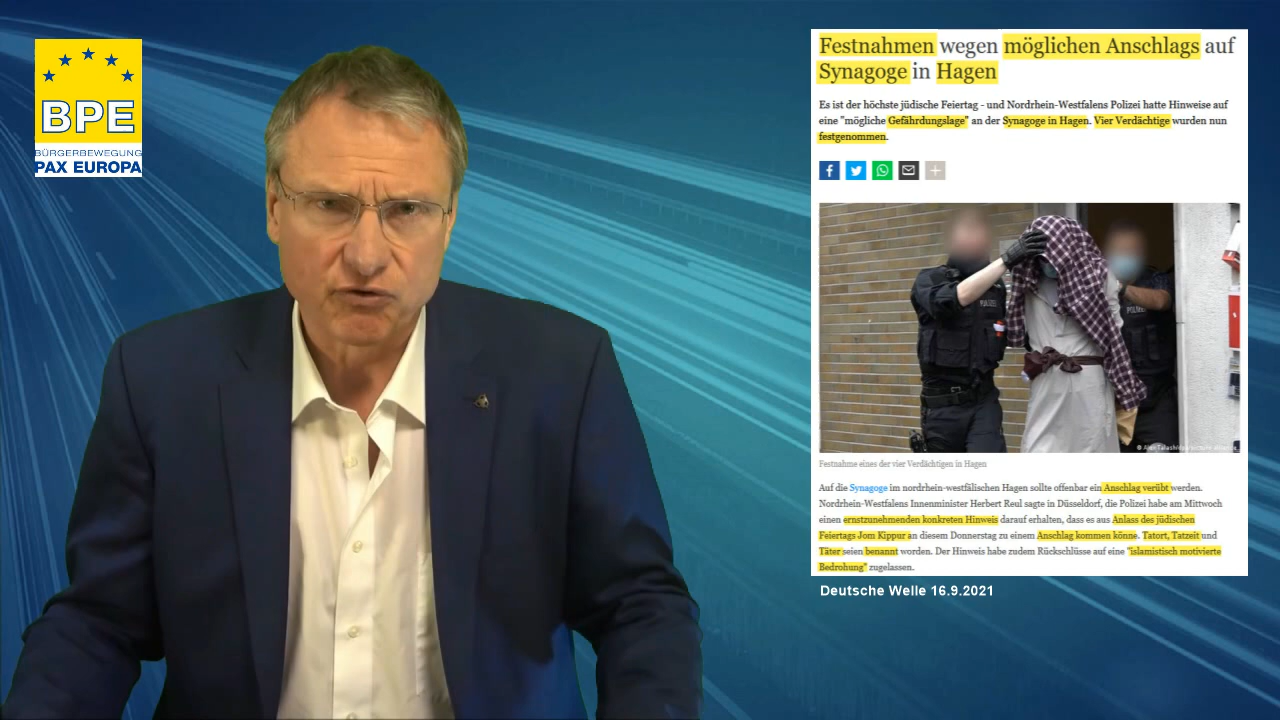 BPE
BÜRGERBEWEGUNG
PAX EUROPA
Festnahmen wegen möglichen Anschlags auf
Synagoge in Hagen
Es ist der höchste jüdische Feiertag - und Nordrhein-Westfalens Polizei hatte Hinweise auf
eine "mögliche Gefährdungslage" an der Synagoge in Hagen. Vier Verdächtige wurden nun
festgenommen.
POLIZEI
POLIZEI
Festnahme eines der vier Verdächtigen in Hagen
Auf die Synagoge im nordrhein-westfälischen Hagen sollte offenbar ein Anschlag verübt werden.
Nordrhein-Westfalens Innenminister Herbert Reul sagte in Düsseldorf, die Polizei habe am Mittwoch
einen ernstzunehmenden konkreten Hinweis darauf erhalten, dass es aus Anlass des jüdischen
Feiertags Jom Kippur an diesem Donnerstag zu einem Anschlag kommen könne. Tatort, Tatzeit und
Täter seien benannt worden. Der Hinweis habe zudem Rückschlüsse auf eine "islamistisch motivierte
Bedrohung" zugelassen.
Deutsche Welle 16.9.2021